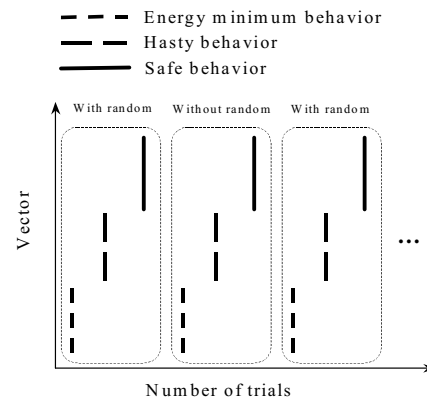 Energy minimum behavior
Hasty behavior
Safe behavior
With random Without random With random
Vector
...
Number of trials